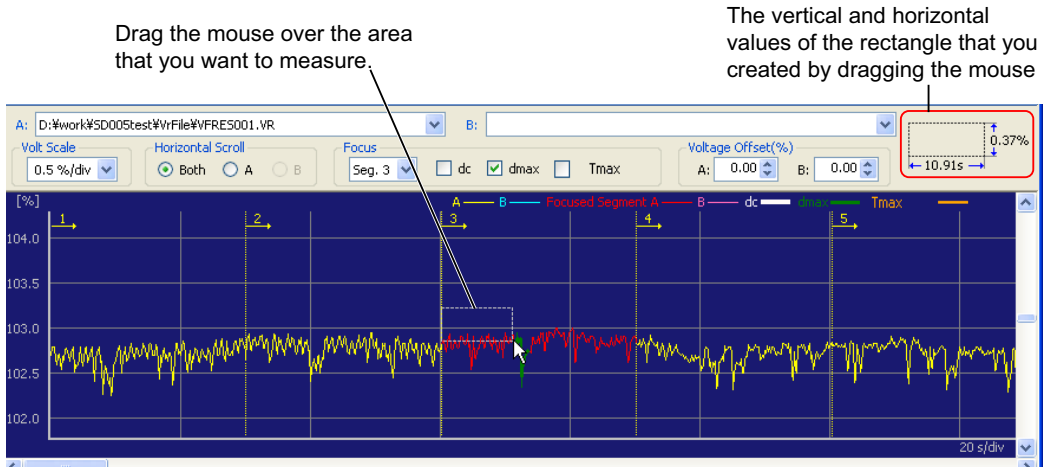 Drag the mouse over the area
that you want to measure.
The vertical and horizontal
values of the rectangle that you
created by dragging the mouse
A: D:¥work¥SD005test¥VrFile¥VFRES001.VR B:
0.37%
10.91s
Volt Scale Horizontal Scroll Focus Voltage Offset(%)
0.5 %/div Both A B Seg. 3 dc dmax Tmax A: 0.00 B: 0.00
[%] A B Focused Segment A B dc dmax Tmax
1 2 3 4 5
104.0
103.5
103.0
102.5
102.0
20 s/div